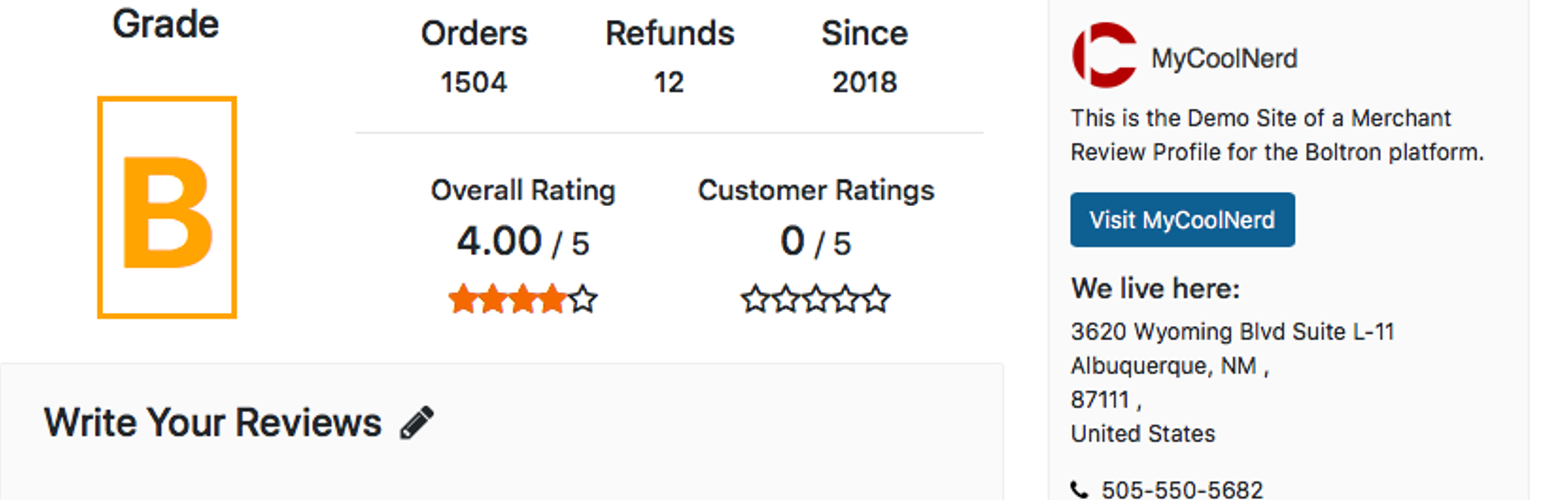 Grade
B
Orders
1504
Refunds
12
Since
2018
Overall Rating
4.00 / 5
Customer Ratings
0 / 5
Write Your Reviews
MyCoolNerd
This is the Demo Site of a Merchant
Review Profile for the Boltron platform.
Visit MyCoolNerd
We live here:
3620 Wyoming Blvd Suite L-11
Albuquerque, NM ,
87111 ,
United States
505-550-5682